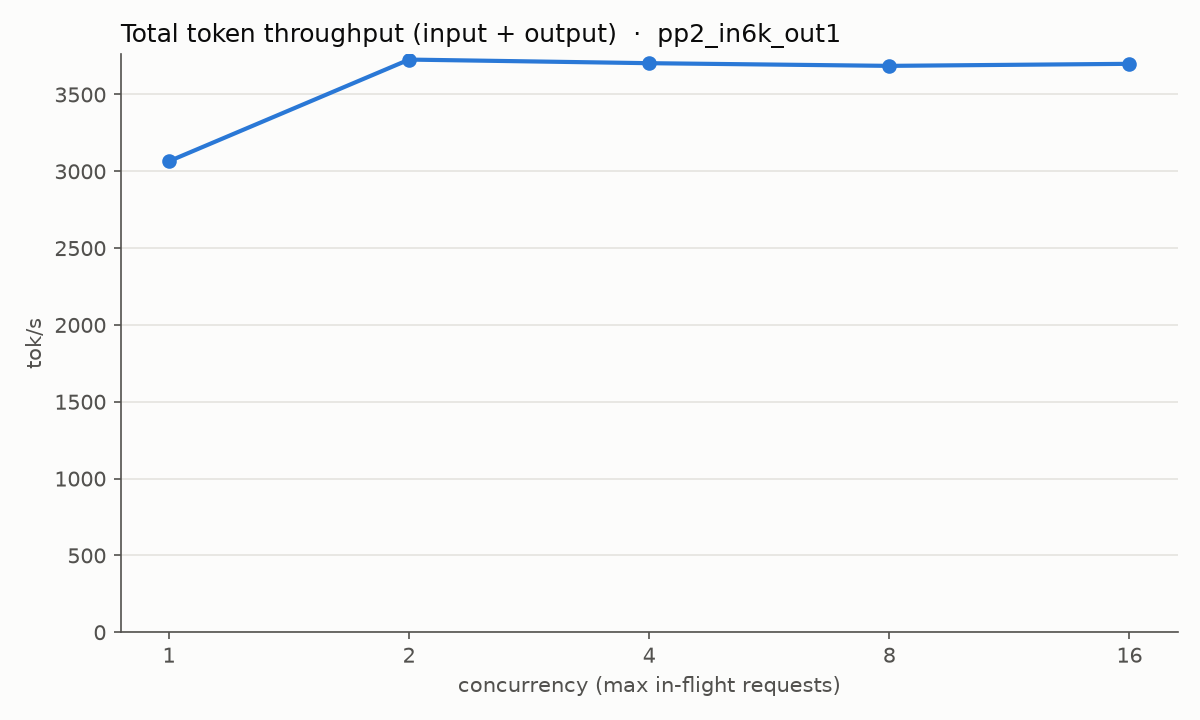 Total token throughput (input + output)  ·  pp2_in6k_out1
3500
3000
2500
2000
1500
1000
500
0
tok/s
1 2 4 8 16
concurrency (max in-flight requests)